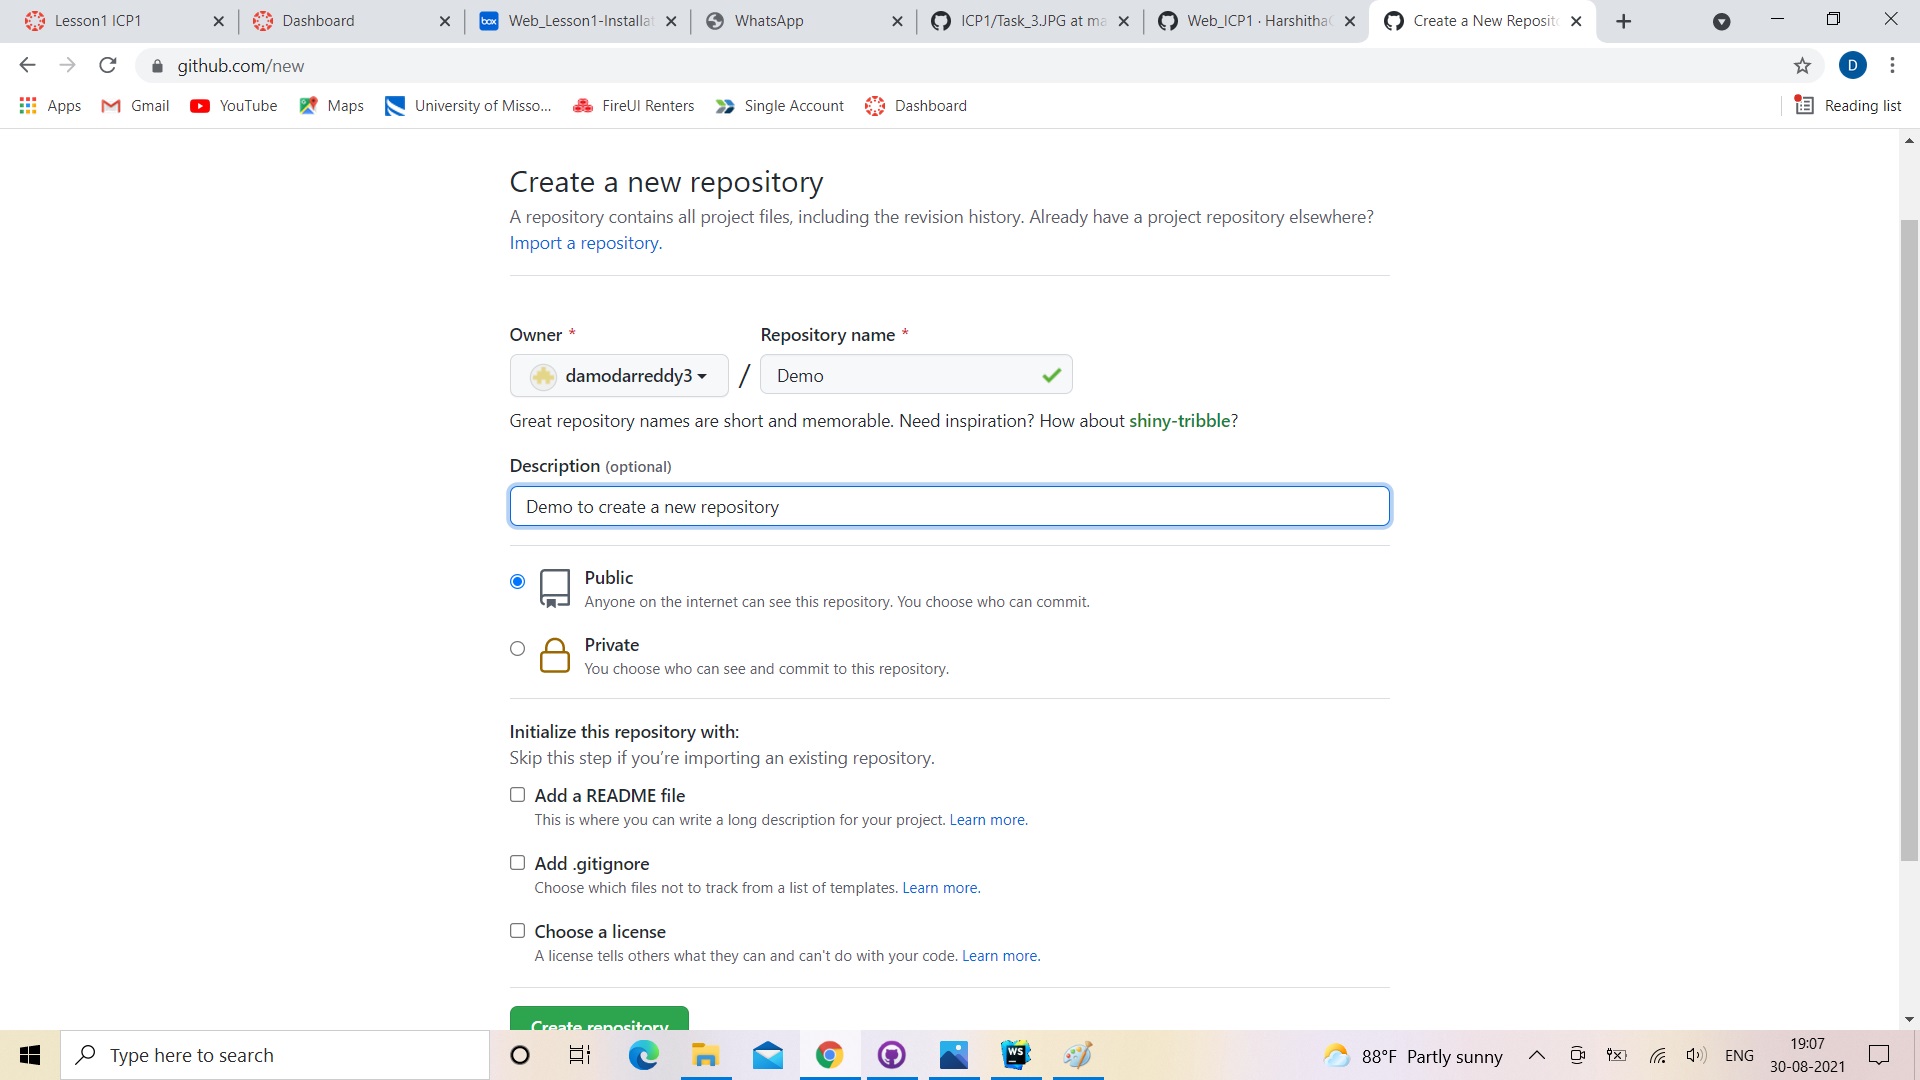 Lesson1 ICP1
Dashboard
box Web_Lesson1-Installat
WhatsApp
ICP1/Task_3.JPG at ma
Web_ICP1 · Harshitha
Create a New Reposit
github.com/new
D
Apps
Gmail
YouTube
Maps
University of Misso...
FireUI Renters
Single Account
Dashboard
Reading list
Create a new repository
A repository contains all project files, including the revision history. Already have a project repository elsewhere?
Import a repository.
Owner *
Repository name *
damodarreddy3
/
Demo
Great repository names are short and memorable. Need inspiration? How about shiny-tribble?
Description (optional)
Demo to create a new repository
Public
Anyone on the internet can see this repository. You choose who can commit.
Private
You choose who can see and commit to this repository.
Initialize this repository with:
Skip this step if you’re importing an existing repository.
Add a README file
This is where you can write a long description for your project. Learn more.
Add .gitignore
Choose which files not to track from a list of templates. Learn more.
Choose a license
A license tells others what they can and can't do with your code. Learn more.
Create repository
Type here to search
WS
88°F Partly sunny
ENG
19:07
30-08-2021